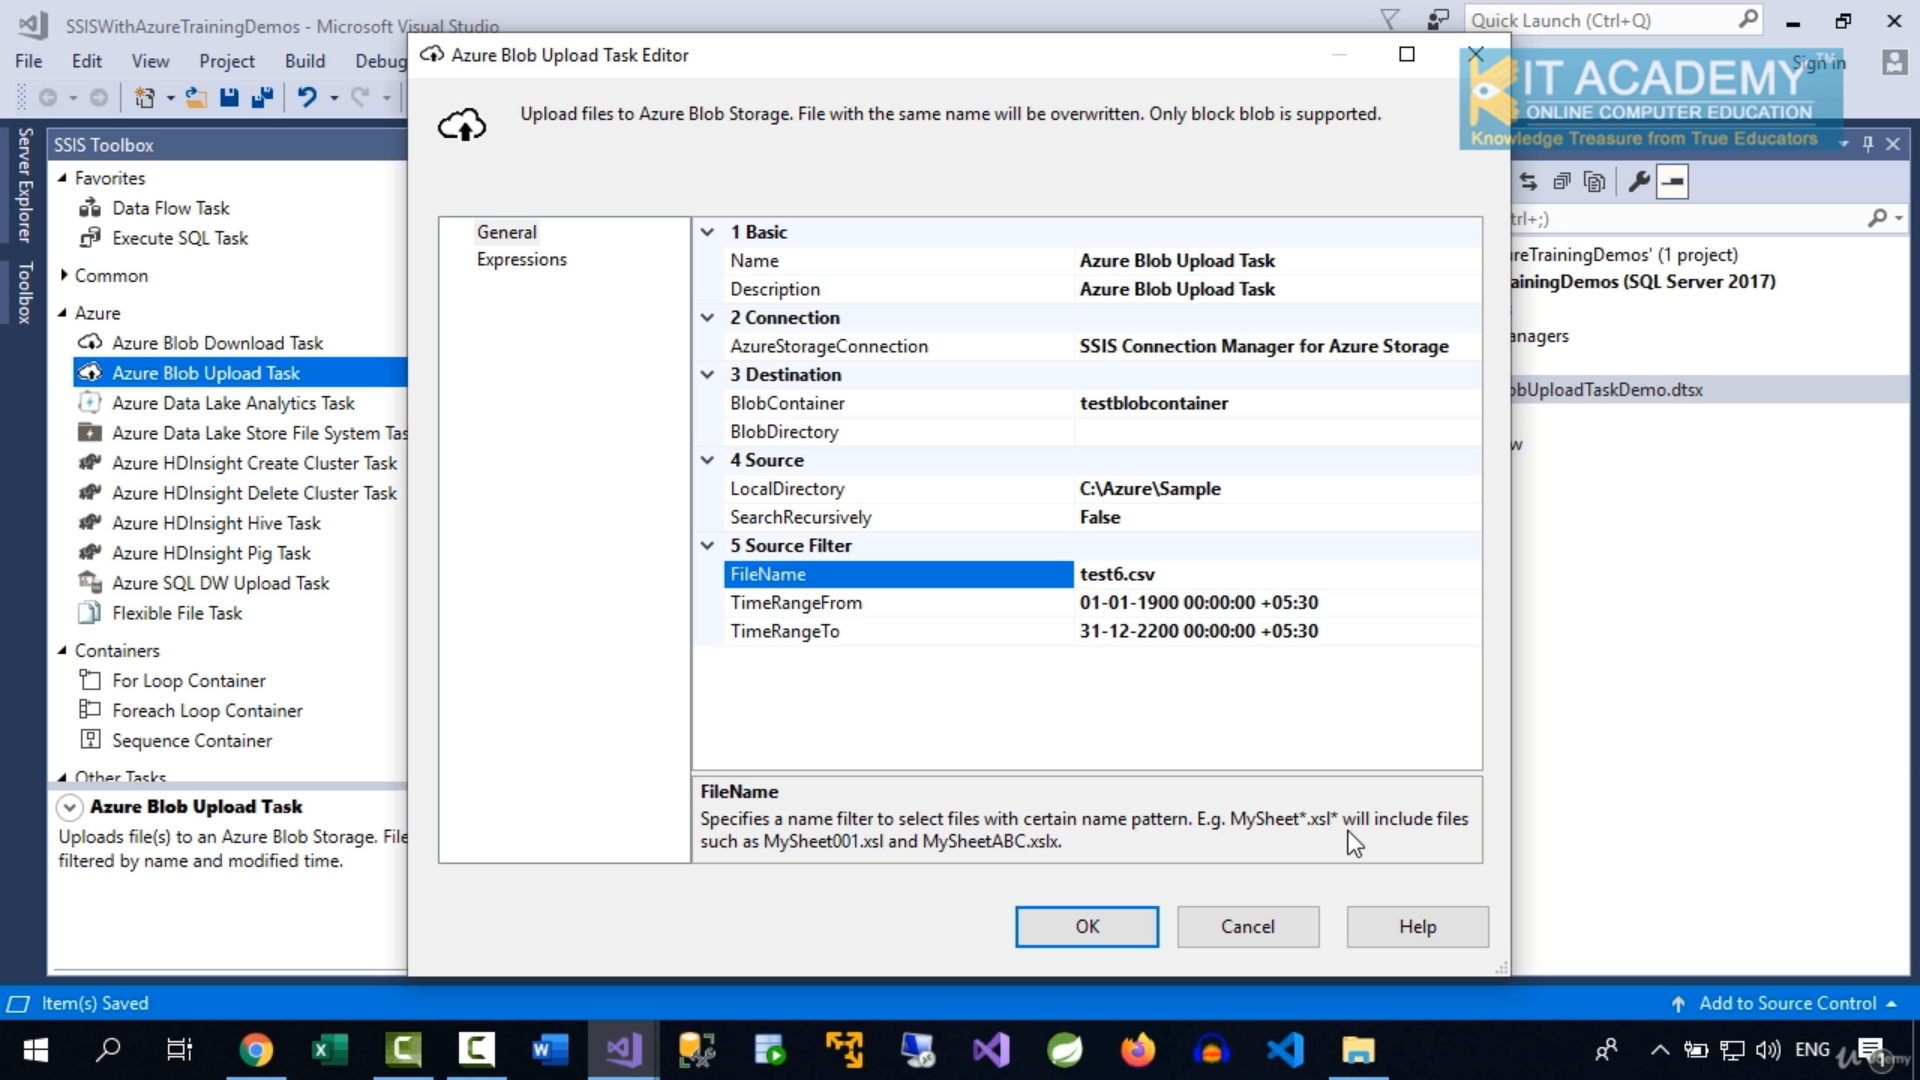 SSISWithAzureTrainingDemos - Microsoft Visual Studio
Quick Launch (Ctrl+Q)
File Edit View Project Build Debug
Sign in
Azure Blob Upload Task Editor
Upload files to Azure Blob Storage. File with the same name will be overwritten. Only block blob is supported.
IT ACADEMY™
ONLINE COMPUTER EDUCATION
Knowledge Treasure from True Educators
Server Explorer
Toolbox
SSIS Toolbox
Favorites
Data Flow Task
Execute SQL Task
Common
Azure
Azure Blob Download Task
Azure Blob Upload Task
Azure Data Lake Analytics Task
Azure Data Lake Store File System Tas
Azure HDInsight Create Cluster Task
Azure HDInsight Delete Cluster Task
Azure HDInsight Hive Task
Azure HDInsight Pig Task
Azure SQL DW Upload Task
Flexible File Task
Containers
For Loop Container
Foreach Loop Container
Sequence Container
Other Tasks
Azure Blob Upload Task
Uploads file(s) to an Azure Blob Storage. File
filtered by name and modified time.
General
Expressions
1 Basic
Name Azure Blob Upload Task
Description Azure Blob Upload Task
2 Connection
AzureStorageConnection SSIS Connection Manager for Azure Storage
3 Destination
BlobContainer testblobcontainer
BlobDirectory
4 Source
LocalDirectory C:\Azure\Sample
SearchRecursively False
5 Source Filter
FileName test6.csv
TimeRangeFrom 01-01-1900 00:00:00 +05:30
TimeRangeTo 31-12-2200 00:00:00 +05:30
FileName
Specifies a name filter to select files with certain name pattern. E.g. MySheet*.xsl* will include files
such as MySheet001.xsl and MySheetABC.xslx.
OK Cancel Help
trl+;)
reTrainingDemos' (1 project)
ainingDemos (SQL Server 2017)
anagers
obUploadTaskDemo.dtsx
w
Item(s) Saved
Add to Source Control
ENG
Udemy